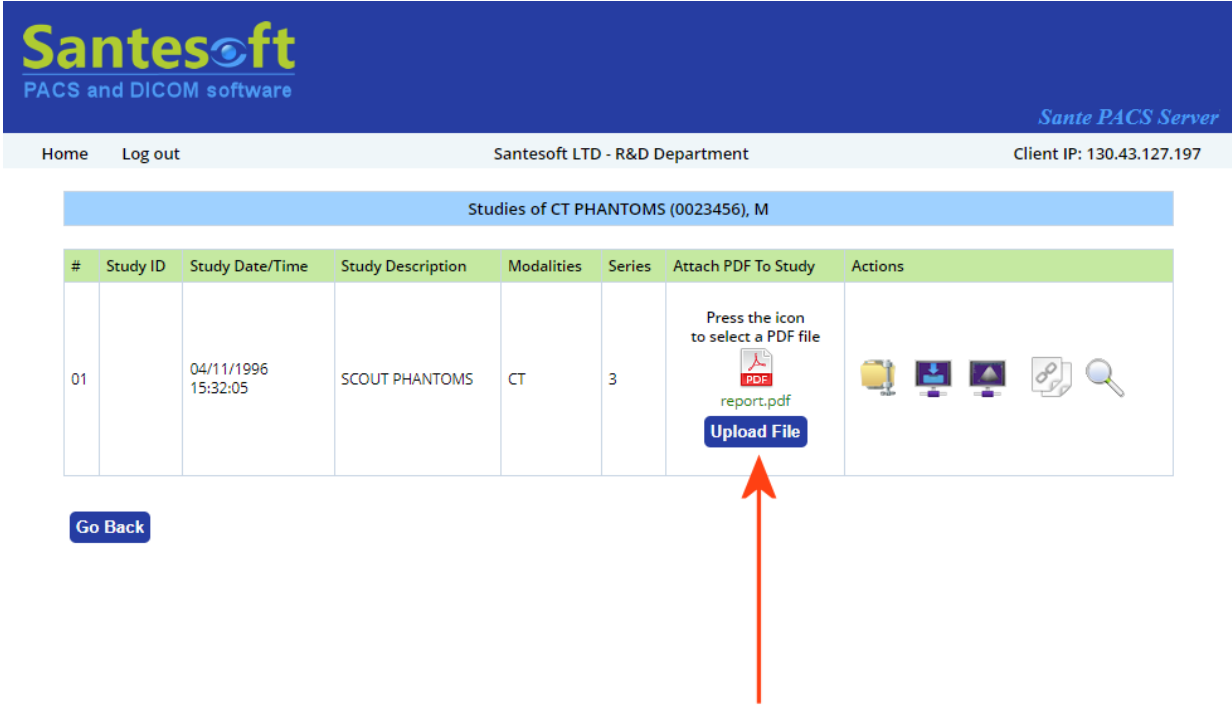 Santesoft
PACS and DICOM software
Sante PACS Server
Home Log out Santesoft LTD - R&D Department Client IP: 130.43.127.197
Studies of CT PHANTOMS (0023456), M
# Study ID Study Date/Time Study Description Modalities Series Attach PDF To Study Actions
Press the icon
to select a PDF file
PDF
01 04/11/1996 SCOUT PHANTOMS CT 3
15:32:05
report.pdf
Upload File
Go Back